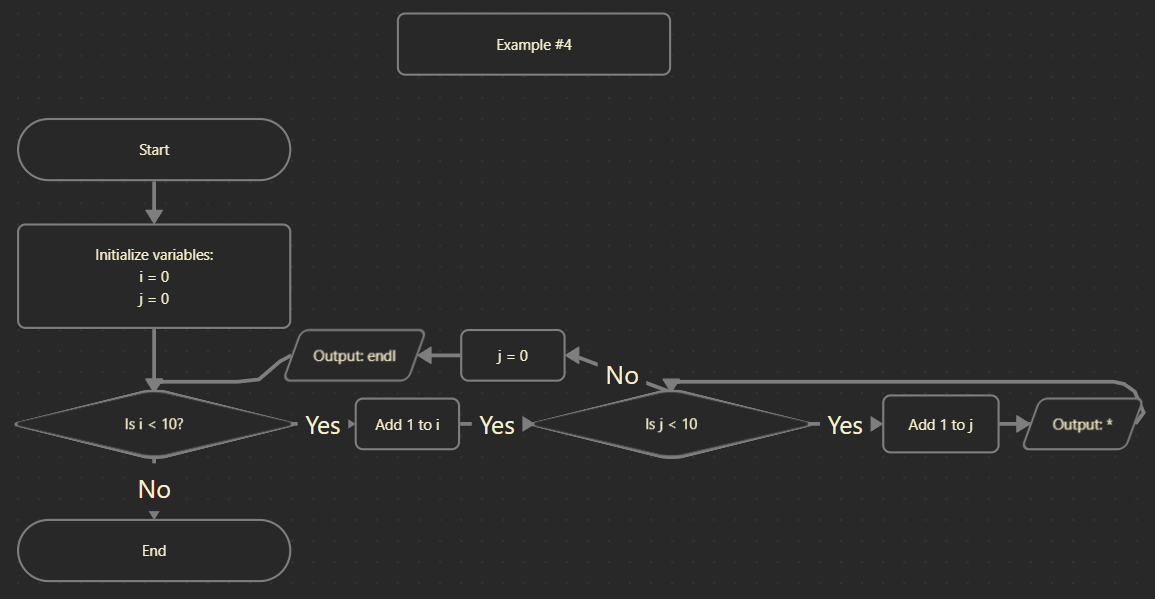 Example #4
Start
Initialize variables:
i = 0
j = 0
Output: endl
j = 0
No
Is i < 10?
Yes
Add 1 to i
Yes
Is j < 10
Yes
Add 1 to j
Output: *
No
End